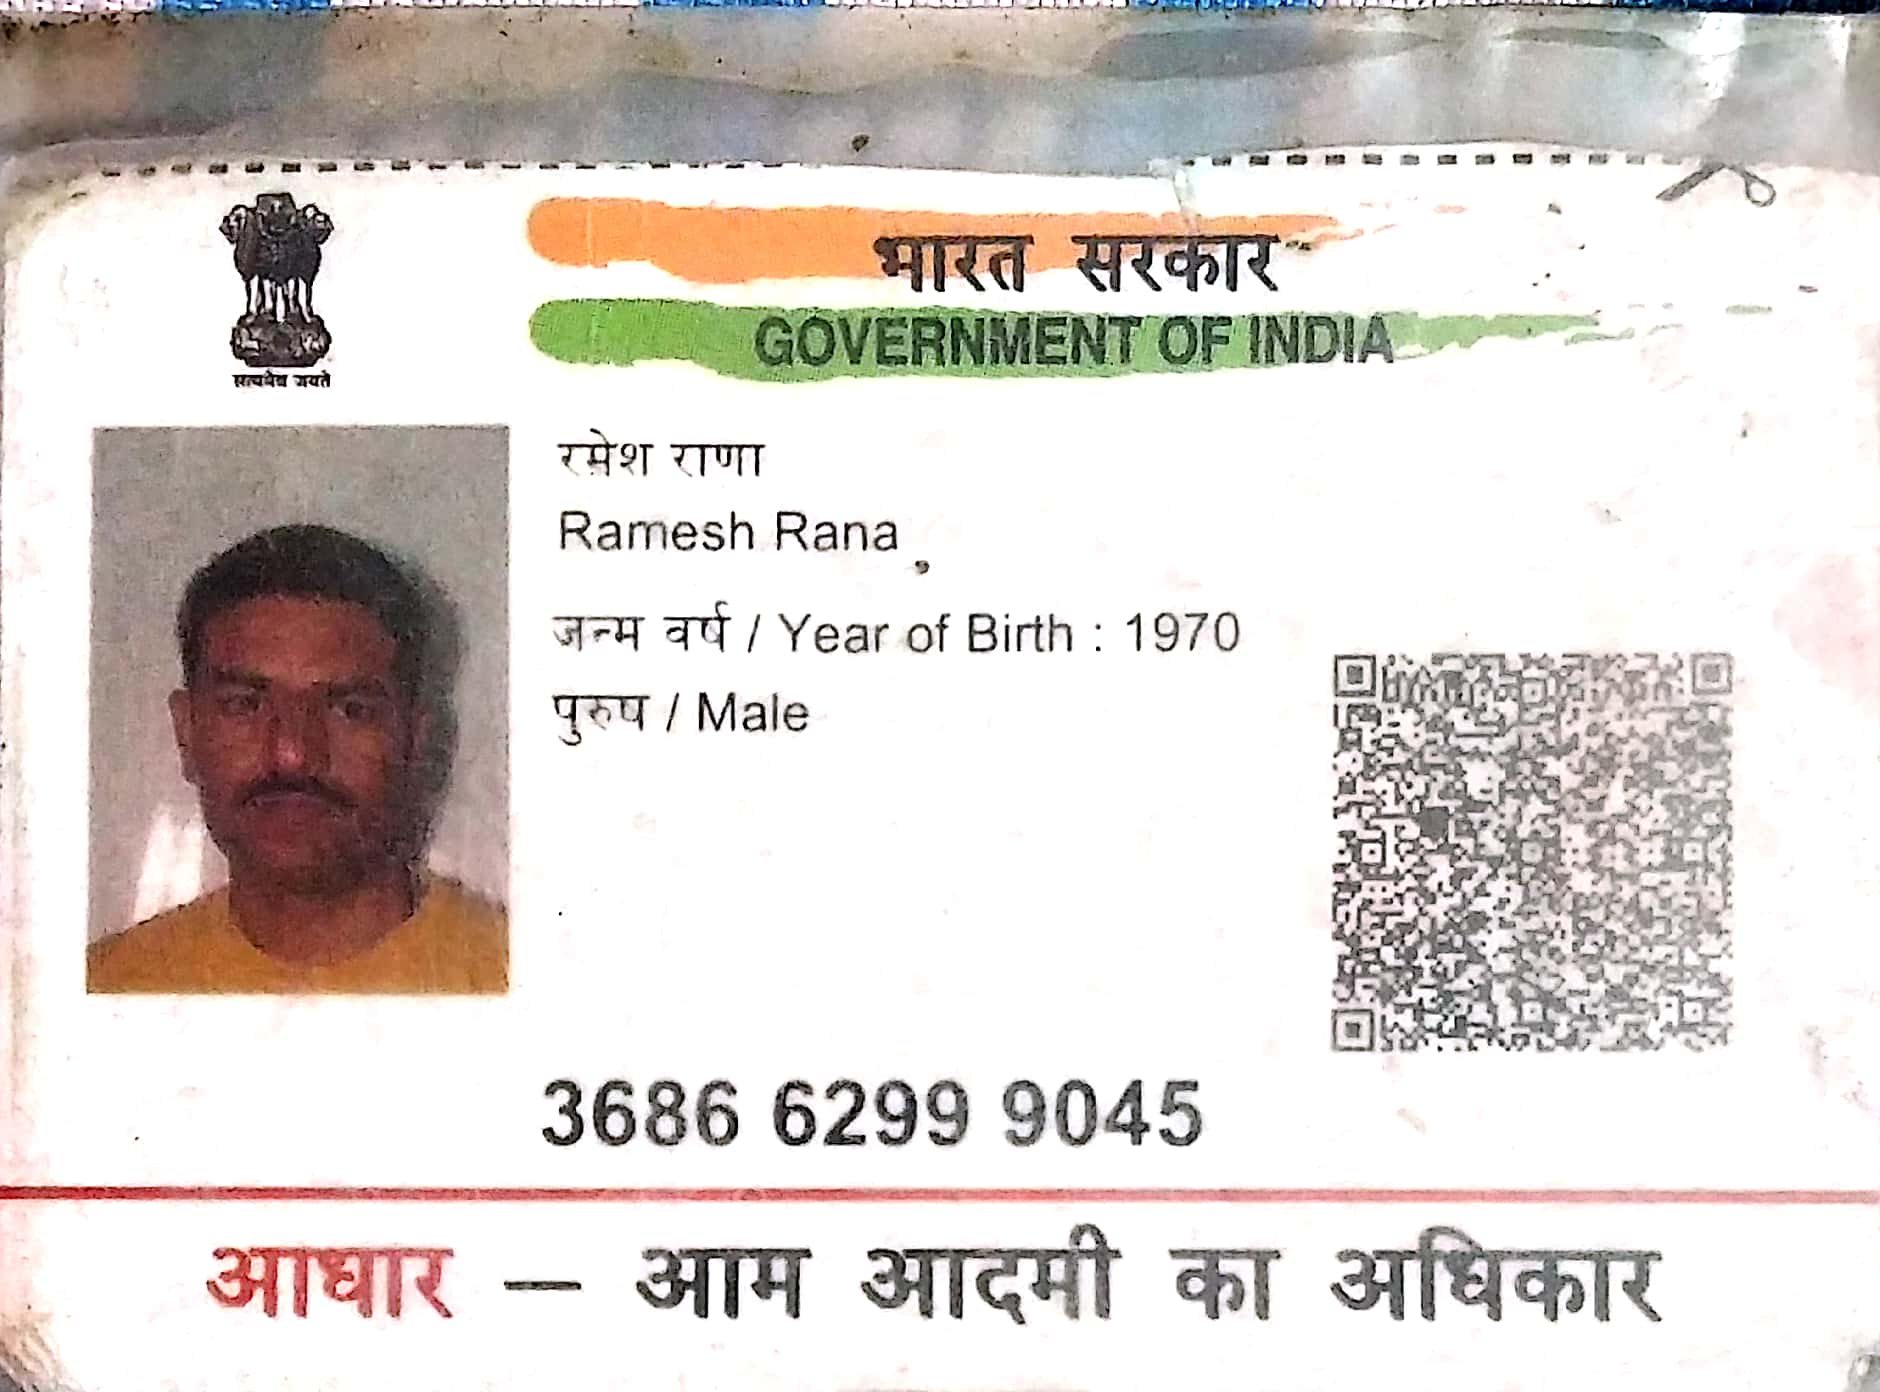 सत्यमेव जयते
भारत सरकार
GOVERNMENT OF INDIA
रमेश राणा
Ramesh Rana
जन्म वर्ष / Year of Birth : 1970
पुरुष / Male
3686 6299 9045
आधार — आम आदमी का अधिकार